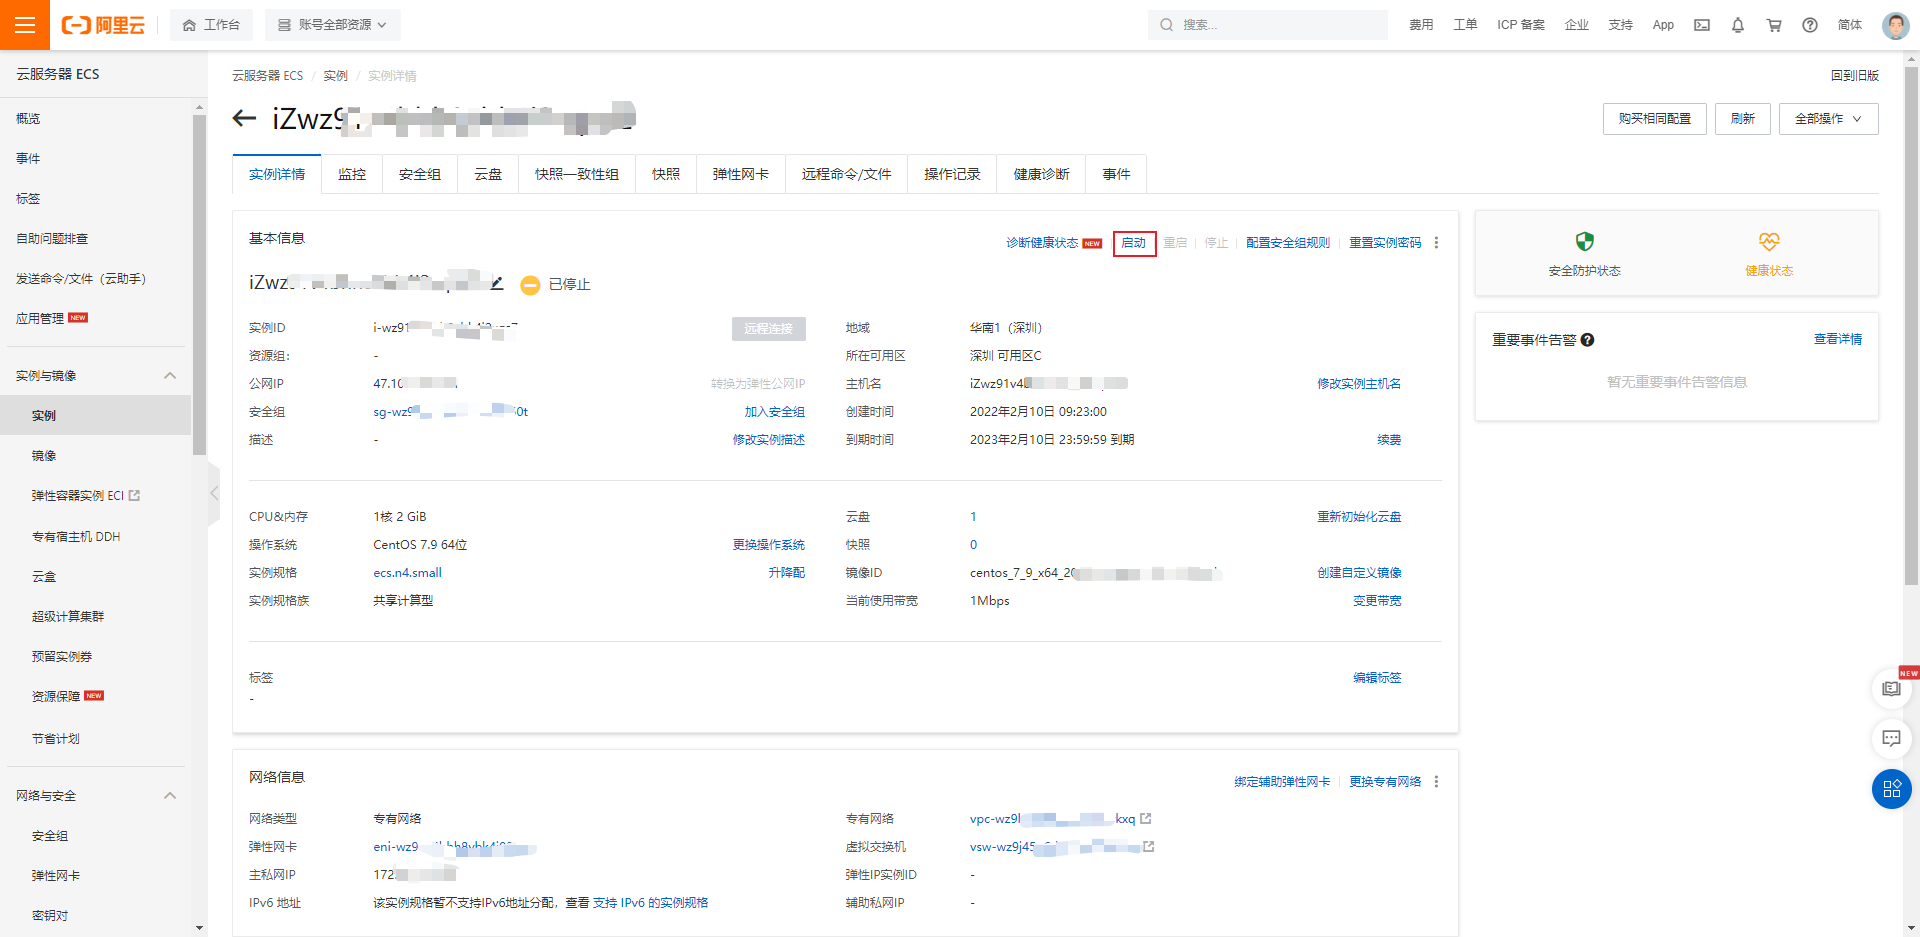 阿里云
工作台
账号全部资源
搜索...
费用
工单
ICP 备案
企业
支持
App
简体
云服务器 ECS
概览
事件
标签
自助问题排查
发送命令/文件（云助手）
应用管理 NEW
实例与镜像
实例
镜像
弹性容器实例 ECI
专有宿主机 DDH
云盒
超级计算集群
预留实例券
资源保障 NEW
节省计划
网络与安全
安全组
弹性网卡
密钥对
云服务器 ECS / 实例 / 实例详情
回到旧版
iZwz9
购买相同配置
刷新
全部操作
实例详情
监控
安全组
云盘
快照一致性组
快照
弹性网卡
远程命令/文件
操作记录
健康诊断
事件
基本信息
诊断健康状态 NEW 启动 重启 停止 配置安全组规则 重置实例密码
iZwz
已停止
实例ID i-wz91 远程连接 地域 华南1（深圳）
资源组: - 所在可用区 深圳 可用区C
公网IP 47.10 转换为弹性公网IP 主机名 iZwz91v4 修改实例主机名
安全组 sg-wz 0t 加入安全组 创建时间 2022年2月10日 09:23:00
描述 - 修改实例描述 到期时间 2023年2月10日 23:59:59 到期 续费
CPU&内存 1核 2 GiB 云盘 1 重新初始化云盘
操作系统 CentOS 7.9 64位 更换操作系统 快照 0
实例规格 ecs.n4.small 升降配 镜像ID centos_7_9_x64_20 创建自定义镜像
实例规格族 共享计算型 当前使用带宽 1Mbps 变更带宽
标签 编辑标签
-
网络信息
绑定辅助弹性网卡 更换专有网络
网络类型 专有网络 专有网络 vpc-wz9 kxq
弹性网卡 eni-wz9 虚拟交换机 vsw-wz9j45
主私网IP 172 弹性IP实例ID -
IPv6 地址 该实例规格暂不支持IPv6地址分配，查看 支持 IPv6 的实例规格 辅助私网IP -
安全防护状态
健康状态
重要事件告警
查看详情
暂无重要事件告警信息
NEW